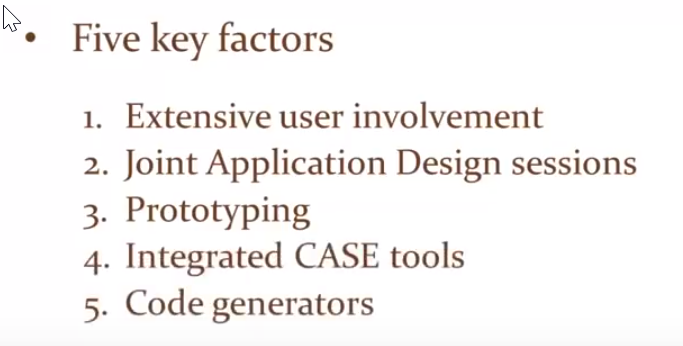 • Five key factors
1. Extensive user involvement
2. Joint Application Design sessions
3. Prototyping
4. Integrated CASE tools
5. Code generators